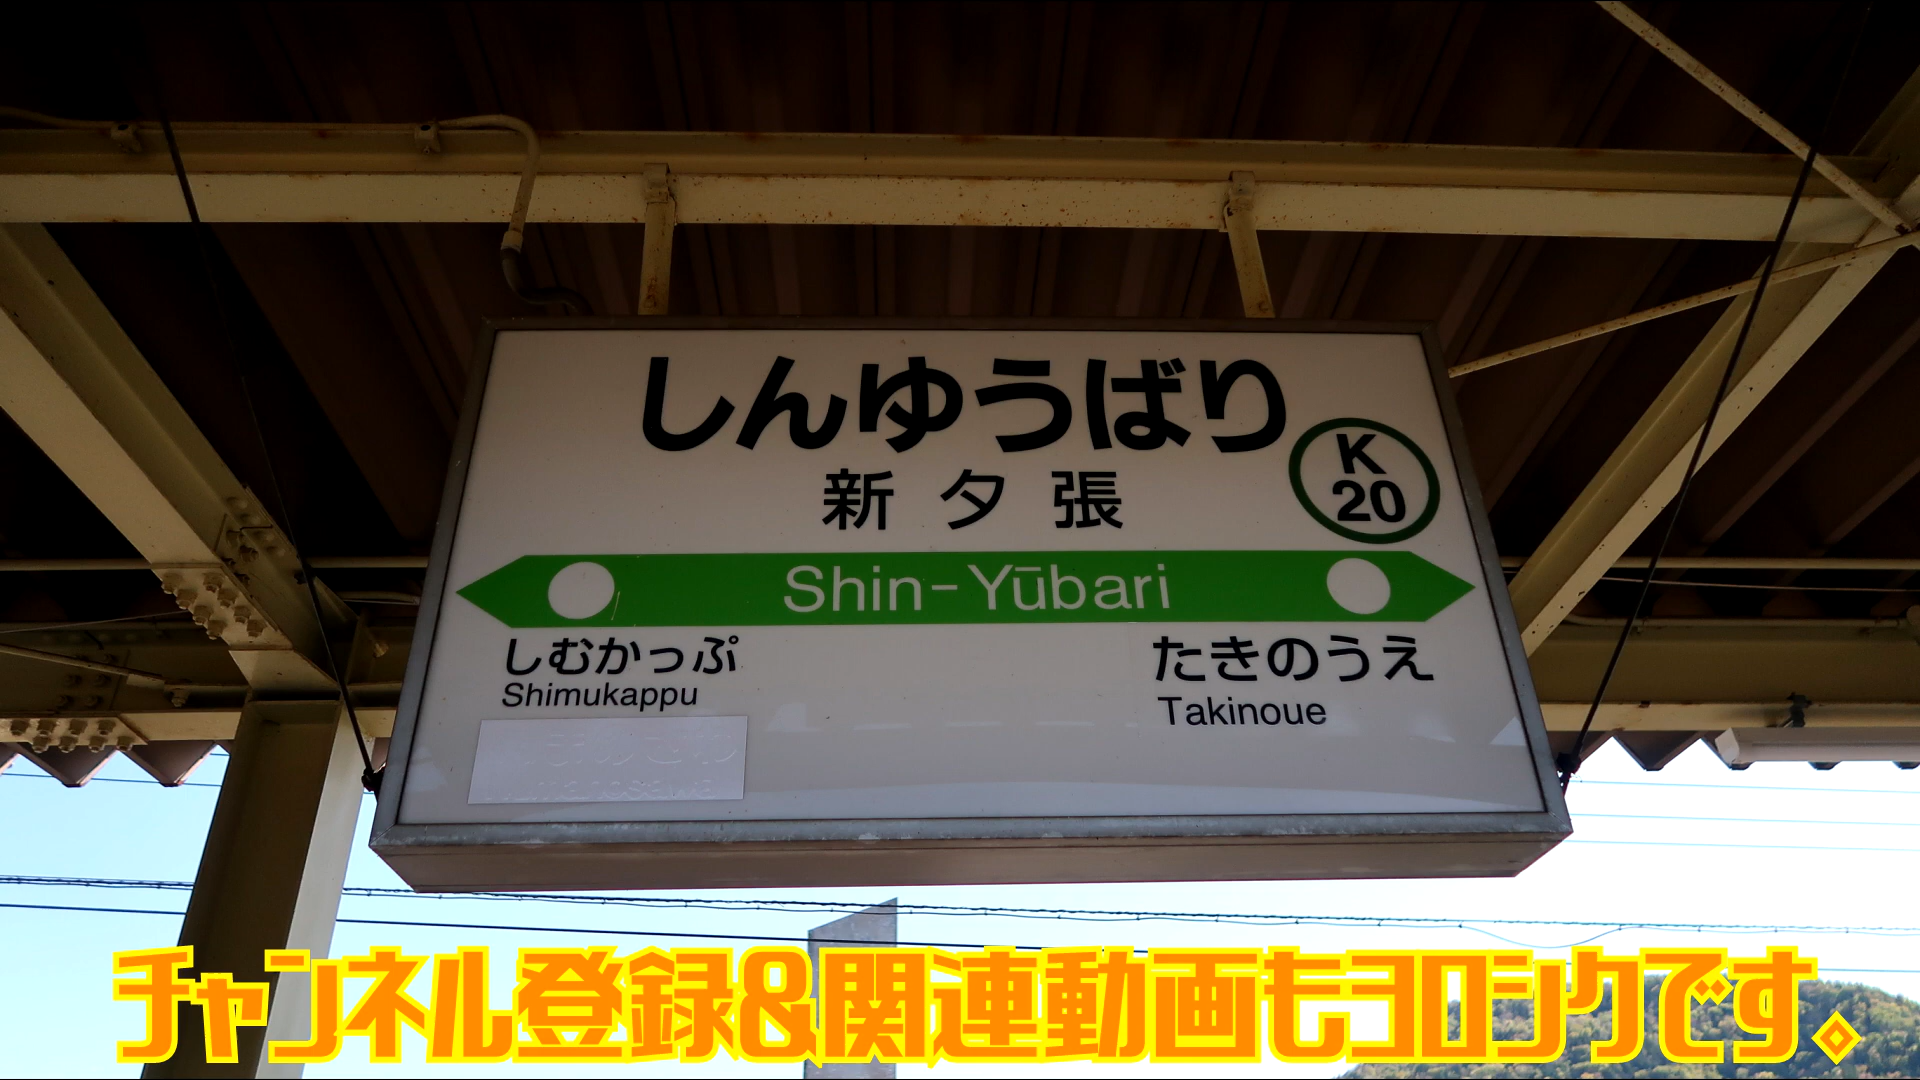 しんゆうばり
K
20
新夕張
Shin-Yūbari
しむかっぷ
Shimukappu
たきのうえ
Takinoue
チャンネル登録&関連動画もヨロシクです。